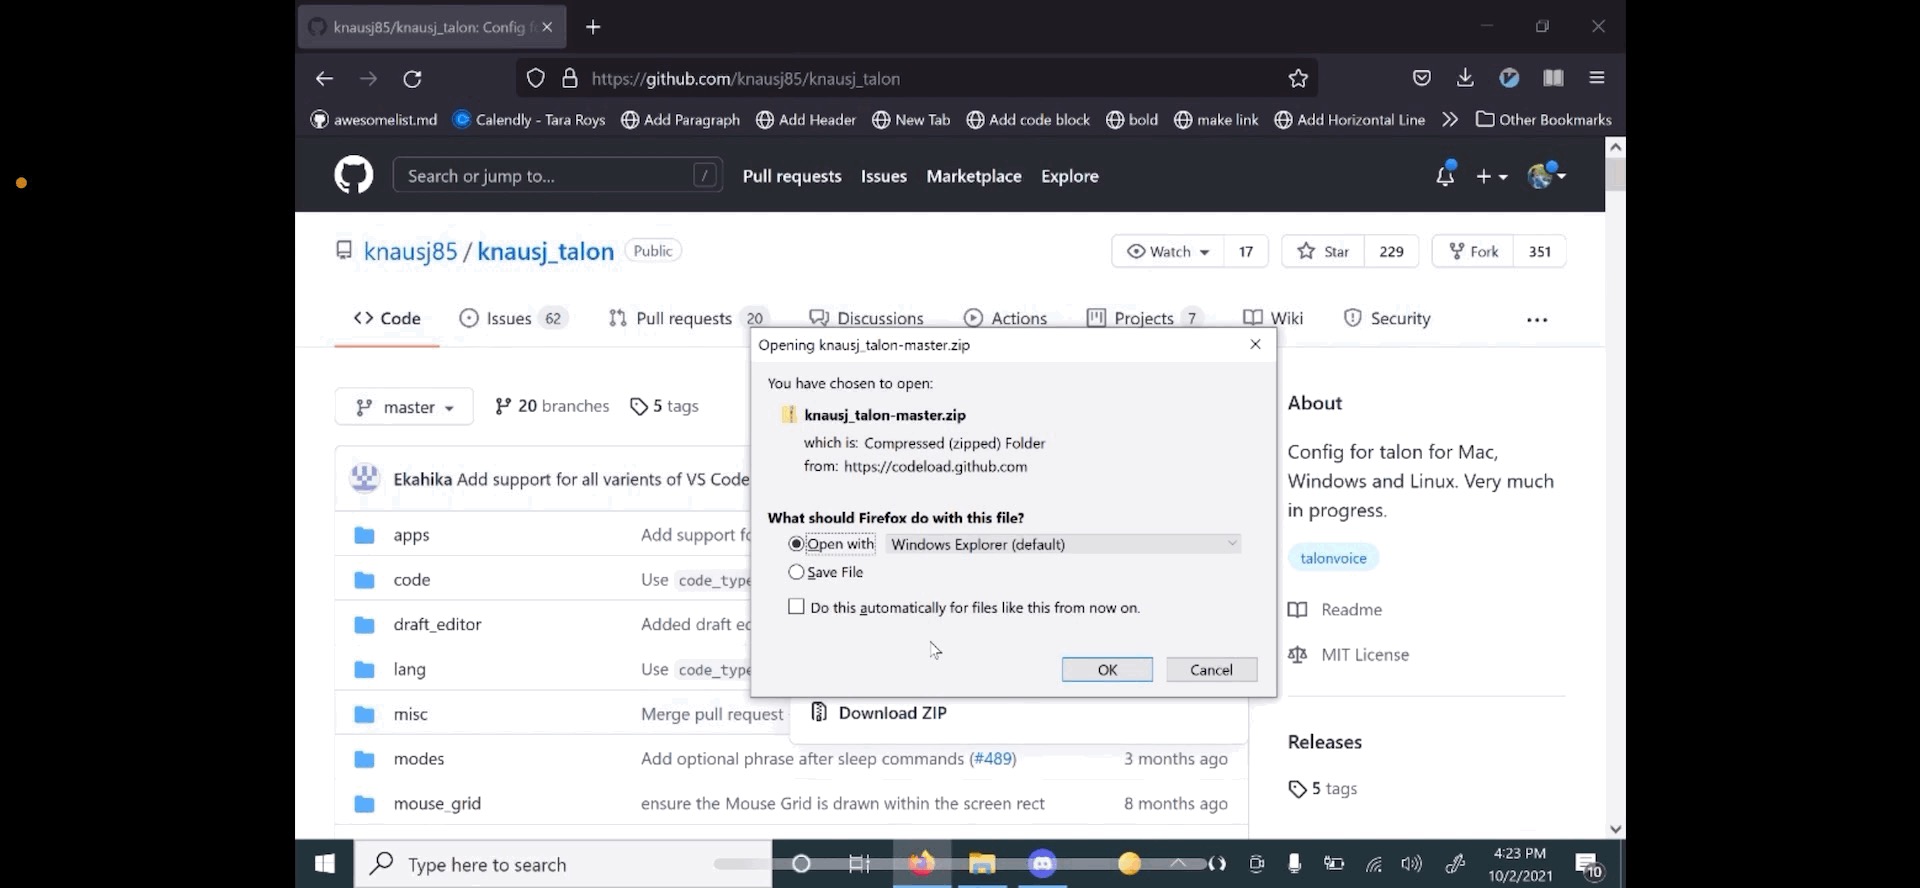 knausj85/knausj_talon: Config f
https://github.com/knausj85/knausj_talon
awesomelist.md Calendly - Tara Roys Add Paragraph Add Header New Tab Add code block bold make link Add Horizontal Line Other Bookmarks
Search or jump to... / Pull requests Issues Marketplace Explore
knausj85 / knausj_talon Public Watch 17 Star 229 Fork 351
Code Issues 62 Pull requests 20 Discussions Actions Projects 7 Wiki Security
Opening knausj_talon-master.zip
You have chosen to open:
knausj_talon-master.zip
which is: Compressed (zipped) Folder
from: https://codeload.github.com
What should Firefox do with this file?
Open with Windows Explorer (default)
Save File
Do this automatically for files like this from now on.
OK Cancel
master 20 branches 5 tags
Ekahika Add support for all varients of VS Code
apps Add support fo
code Use code_type
draft_editor Added draft ed
lang Use code_type
misc Merge pull request
Download ZIP
modes Add optional phrase after sleep commands (#489) 3 months ago
mouse_grid ensure the Mouse Grid is drawn within the screen rect 8 months ago
About
Config for talon for Mac,
Windows and Linux. Very much
in progress.
talonvoice
Readme
MIT License
Releases
5 tags
Type here to search
4:23 PM
10/2/2021
10